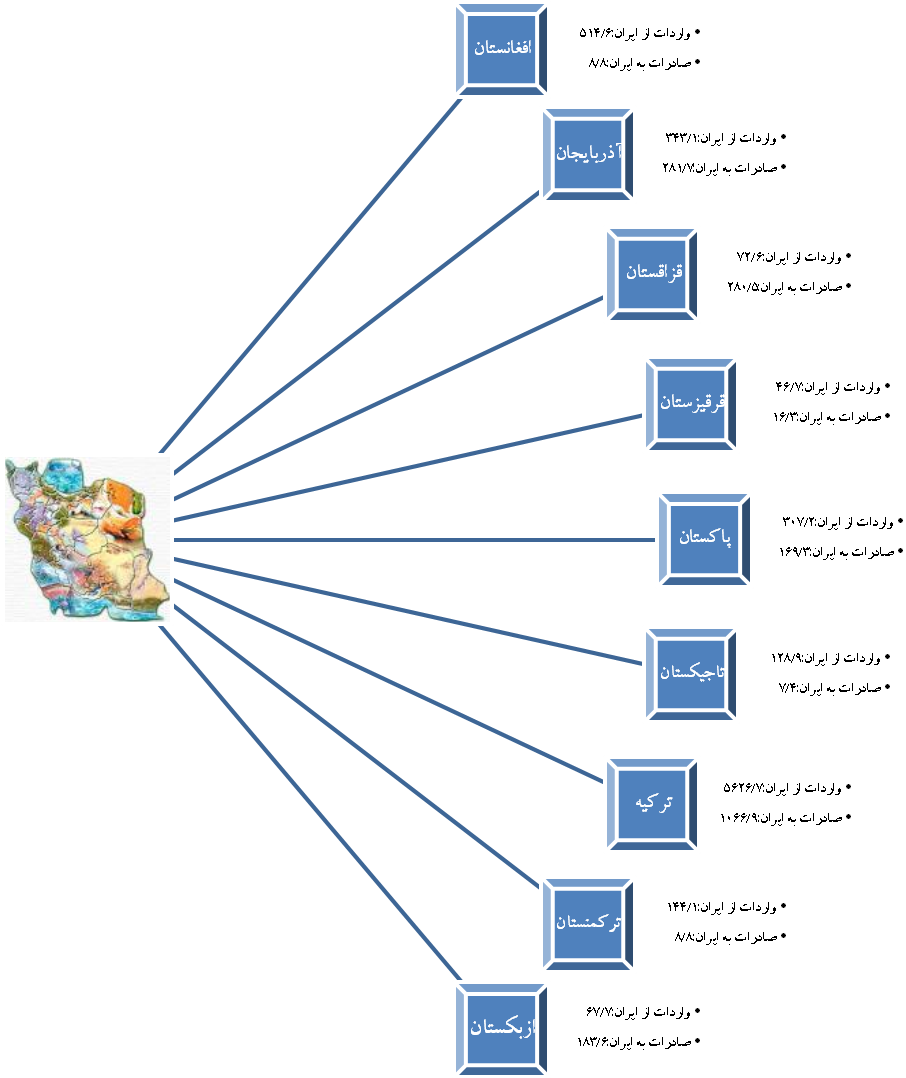 افغانستان
• واردات از ایران:۵۱۴/۶
• صادرات به ایران:۸/۸
آذربایجان
• واردات از ایران:۳۴۳/۱
• صادرات به ایران:۲۸۱/۷
قزاقستان
• واردات از ایران:۷۲/۶
• صادرات به ایران:۲۸۰/۵
قرقیزستان
• واردات از ایران:۴۶/۷
• صادرات به ایران:۱۶/۳
پاکستان
• واردات از ایران:۳۰۷/۲
• صادرات به ایران:۱۶۹/۳
تاجیکستان
• واردات از ایران:۱۲۸/۹
• صادرات به ایران:۷/۴
ترکیه
• واردات از ایران:۵۶۲۶/۷
• صادرات به ایران:۱۰۶۶/۹
ترکمنستان
• واردات از ایران:۱۴۴/۱
• صادرات به ایران:۸/۸
ازبکستان
• واردات از ایران:۶۷/۷
• صادرات به ایران:۱۸۳/۶